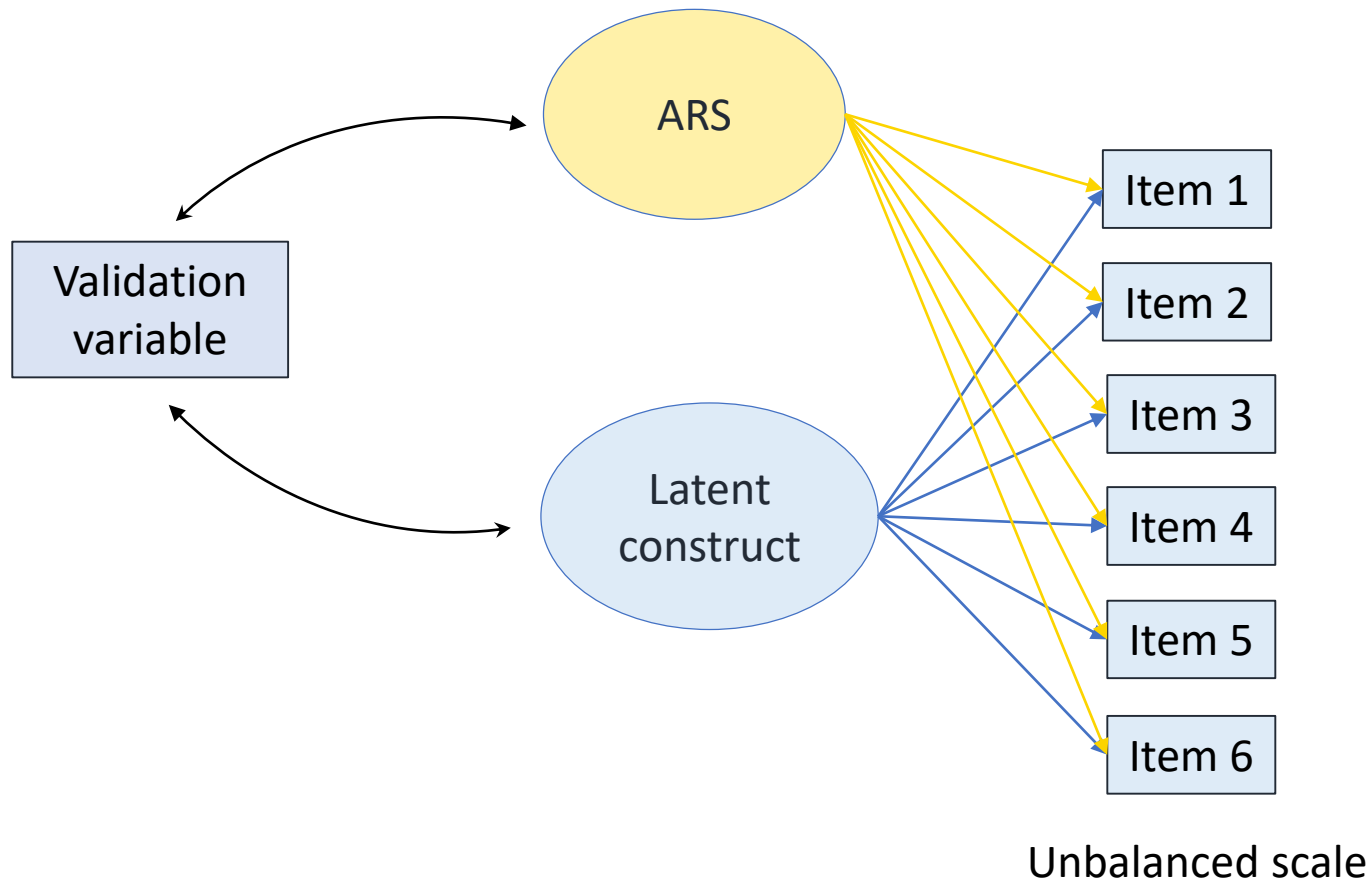 ARS
Item 1
Validation
variable
Item 2
Item 3
Latent
construct
Item 4
Item 5
Item 6
Unbalanced scale